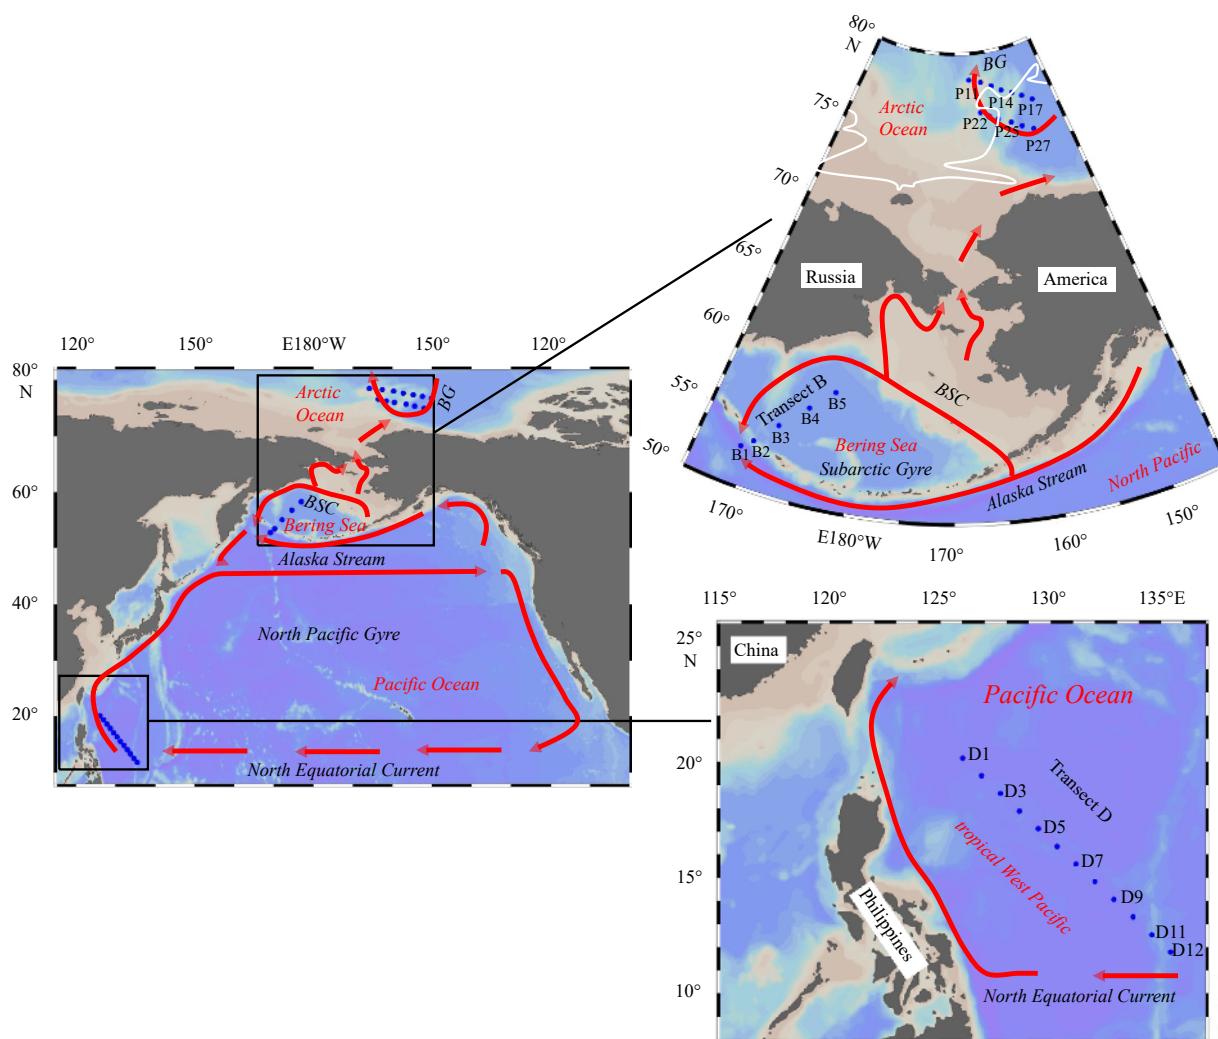 120°
150°
E180°W
150°
120°
80°
N
60°
40°
20°
Arctic
Ocean
BG
BSC
Bering Sea
Alaska Stream
North Pacific Gyre
Pacific Ocean
North Equatorial Current
80°
N
75°
70°
65°
60°
55°
50°
170°
E180°W
170°
160°
150°
BG
P11
P14
P17
P22
P25
P27
Arctic
Ocean
Russia
America
Transect B
B5
B4
B3
B2
B1
BSC
Bering Sea
Subarctic Gyre
Alaska Stream
North Pacific
115°
120°
125°
130°
135°E
25°
N
20°
15°
10°
China
Pacific Ocean
D1
Transect D
D3
D5
tropical West Pacific
D7
D9
D11
D12
Philippines
North Equatorial Current